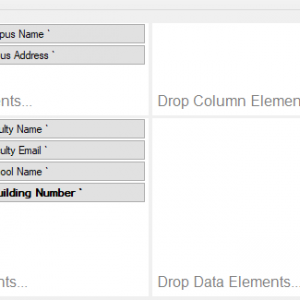 pus Name `
us Address `
nts...
Drop Column Elemen
ulty Name `
ulty Email `
ool Name `
uilding Number `
nts...
Drop Data Elements...